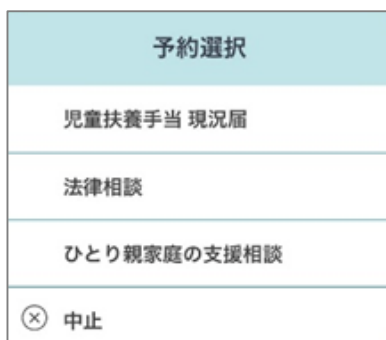 予約選択
児童扶養手当 現況届
法律相談
ひとり親家庭の支援相談
中止